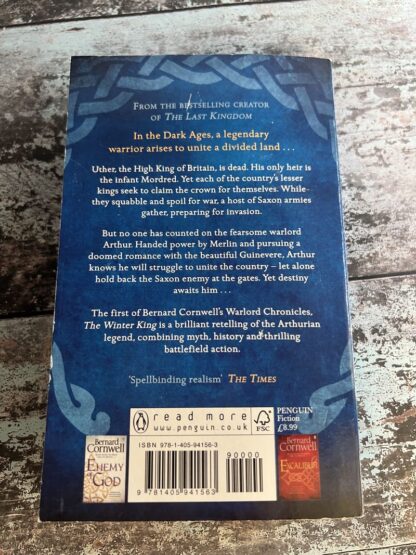 FROM THE BESTSELLING CREATOR
OF THE LAST KINGDOM
In the Dark Ages, a legendary
warrior arises to unite a divided land . . .
Uther, the High King of Britain, is dead. His only heir is
the infant Mordred. Yet each of the country's lesser
kings seek to claim the crown for themselves. While
they squabble and spoil for war, a host of Saxon armies
gather, preparing for invasion.
But no one has counted on the fearsome warlord
Arthur. Handed power by Merlin and pursuing a
doomed romance with the beautiful Guinevere, Arthur
knows he will struggle to unite the country – let alone
hold back the Saxon enemy at the gates. Yet destiny
awaits him . . .
The first of Bernard Cornwell's Warlord Chronicles,
The Winter King is a brilliant retelling of the Arthurian
legend, combining myth, history and thrilling
battlefield action.
'Spellbinding realism' THE TIMES
read more
www.penguin.co.uk
FSC
PENGUIN
Fiction
£8.99
ISBN 978-1-405-94156-3
90000
9 781405 941563
Bernard
Cornwell
ENEMY
of GOD
Bernard
Cornwell
EXCALIBUR